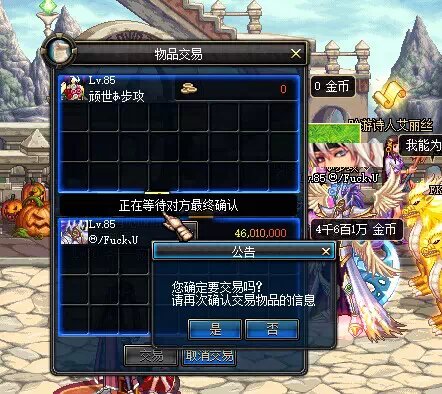 物品交易
Lv.85
顽世あ步攻
0
0 金币
吟游诗人艾丽丝
我能为
正在等待对方最终确认
Lv.85
㊀/Fuck、U
46,010,000
4千6百1万 金币
公告
您确定要交易吗?
请再次确认交易物品的信息
是
否
交易
取消交易